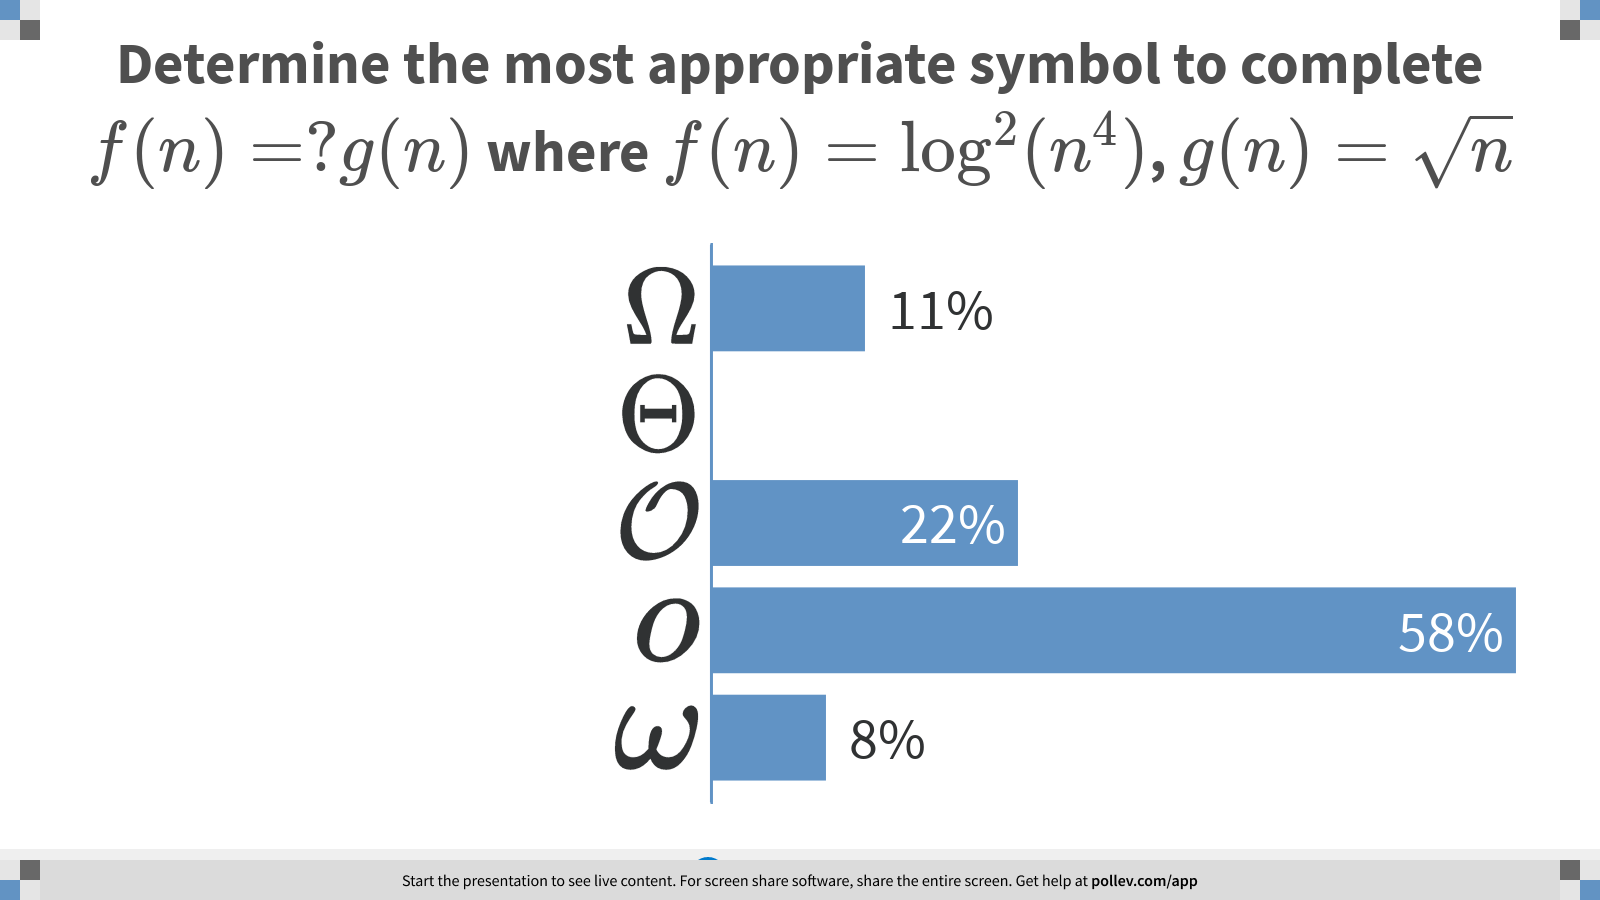 Determine the most appropriate symbol to complete
f(n) =?g(n) where f(n) = log²(n⁴), g(n) = √n
Ω 11%
Θ
𝒪 22%
o 58%
ω 8%
Start the presentation to see live content. For screen share software, share the entire screen. Get help at pollev.com/app